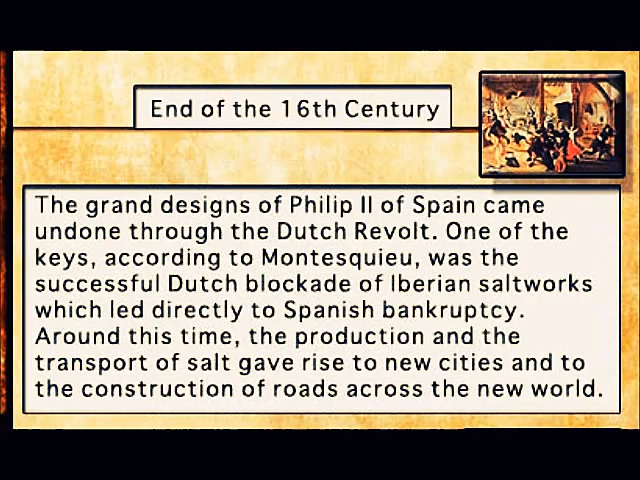 End of the 16th Century
The grand designs of Philip II of Spain came
undone through the Dutch Revolt. One of the
keys, according to Montesquieu, was the
successful Dutch blockade of Iberian saltworks
which led directly to Spanish bankruptcy.
Around this time, the production and the
transport of salt gave rise to new cities and to
the construction of roads across the new world.